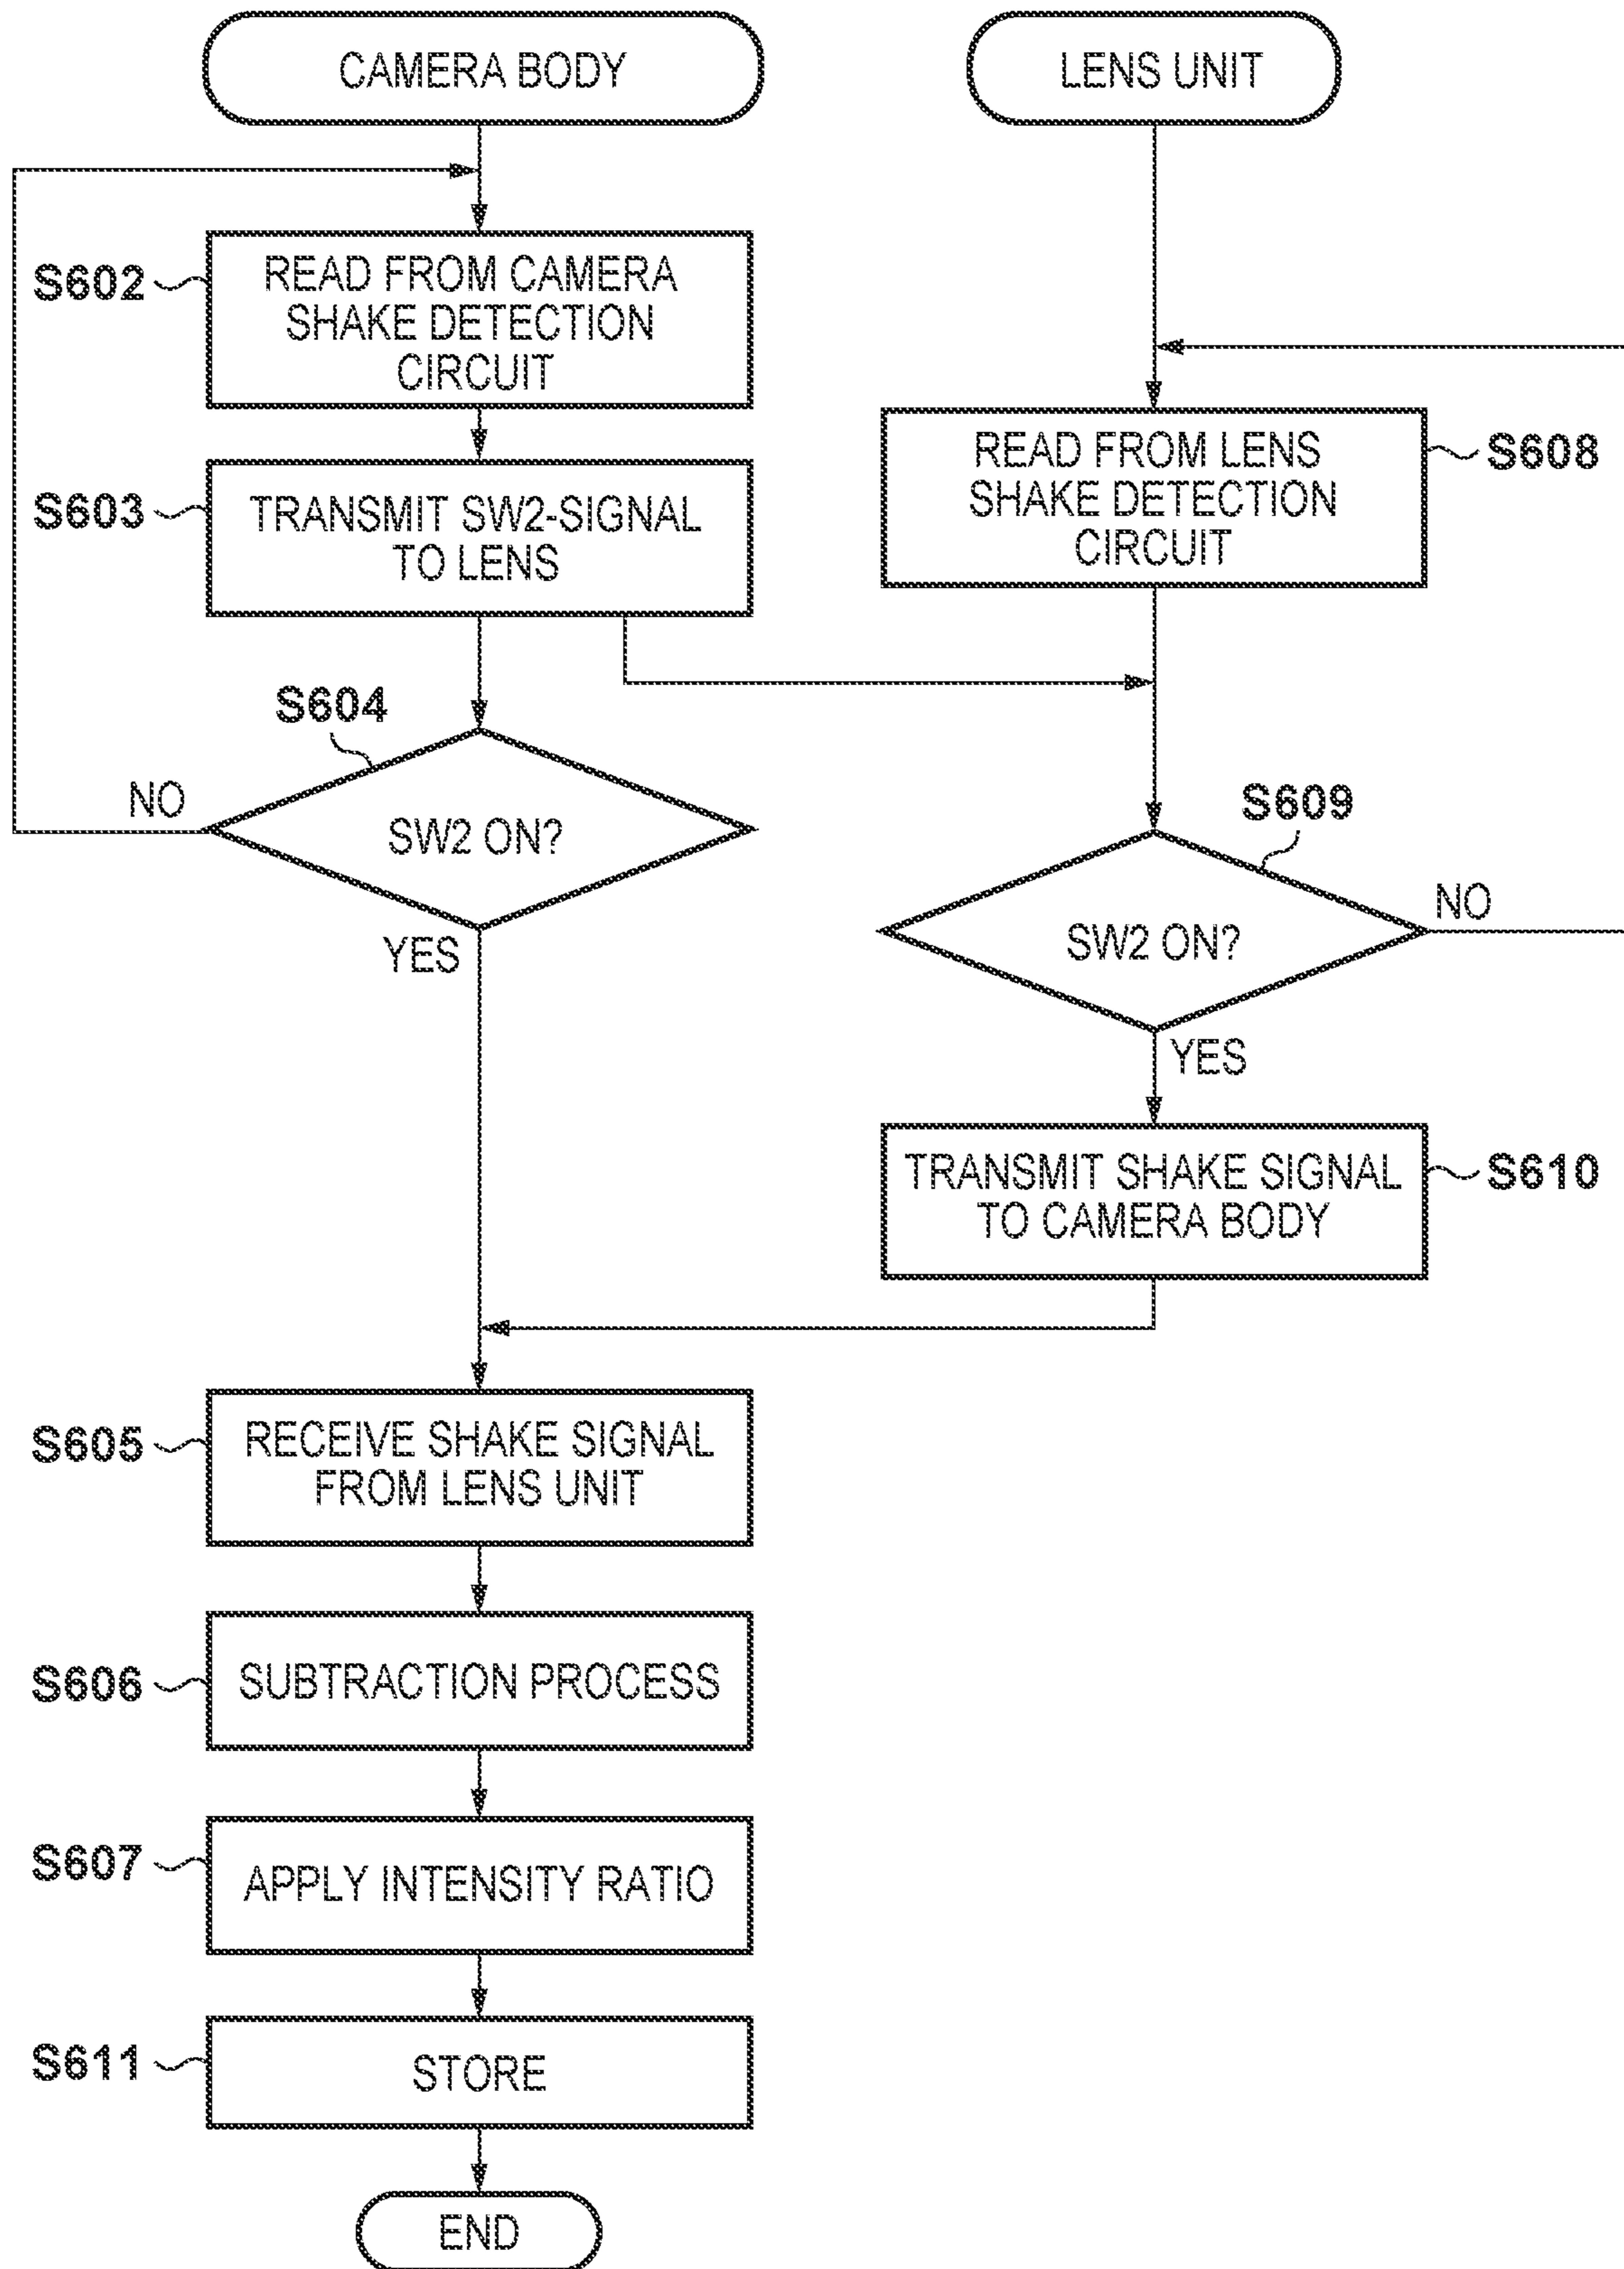 CAMERA BODY
LENS UNIT
S602
READ FROM CAMERA
SHAKE DETECTION
CIRCUIT
S603
TRANSMIT SW2-SIGNAL
TO LENS
READ FROM LENS
SHAKE DETECTION
CIRCUIT
S608
S604
NO
SW2 ON?
YES
S609
NO
SW2 ON?
YES
TRANSMIT SHAKE SIGNAL
TO CAMERA BODY
S610
S605
RECEIVE SHAKE SIGNAL
FROM LENS UNIT
S606
SUBTRACTION PROCESS
S607
APPLY INTENSITY RATIO
S611
STORE
END